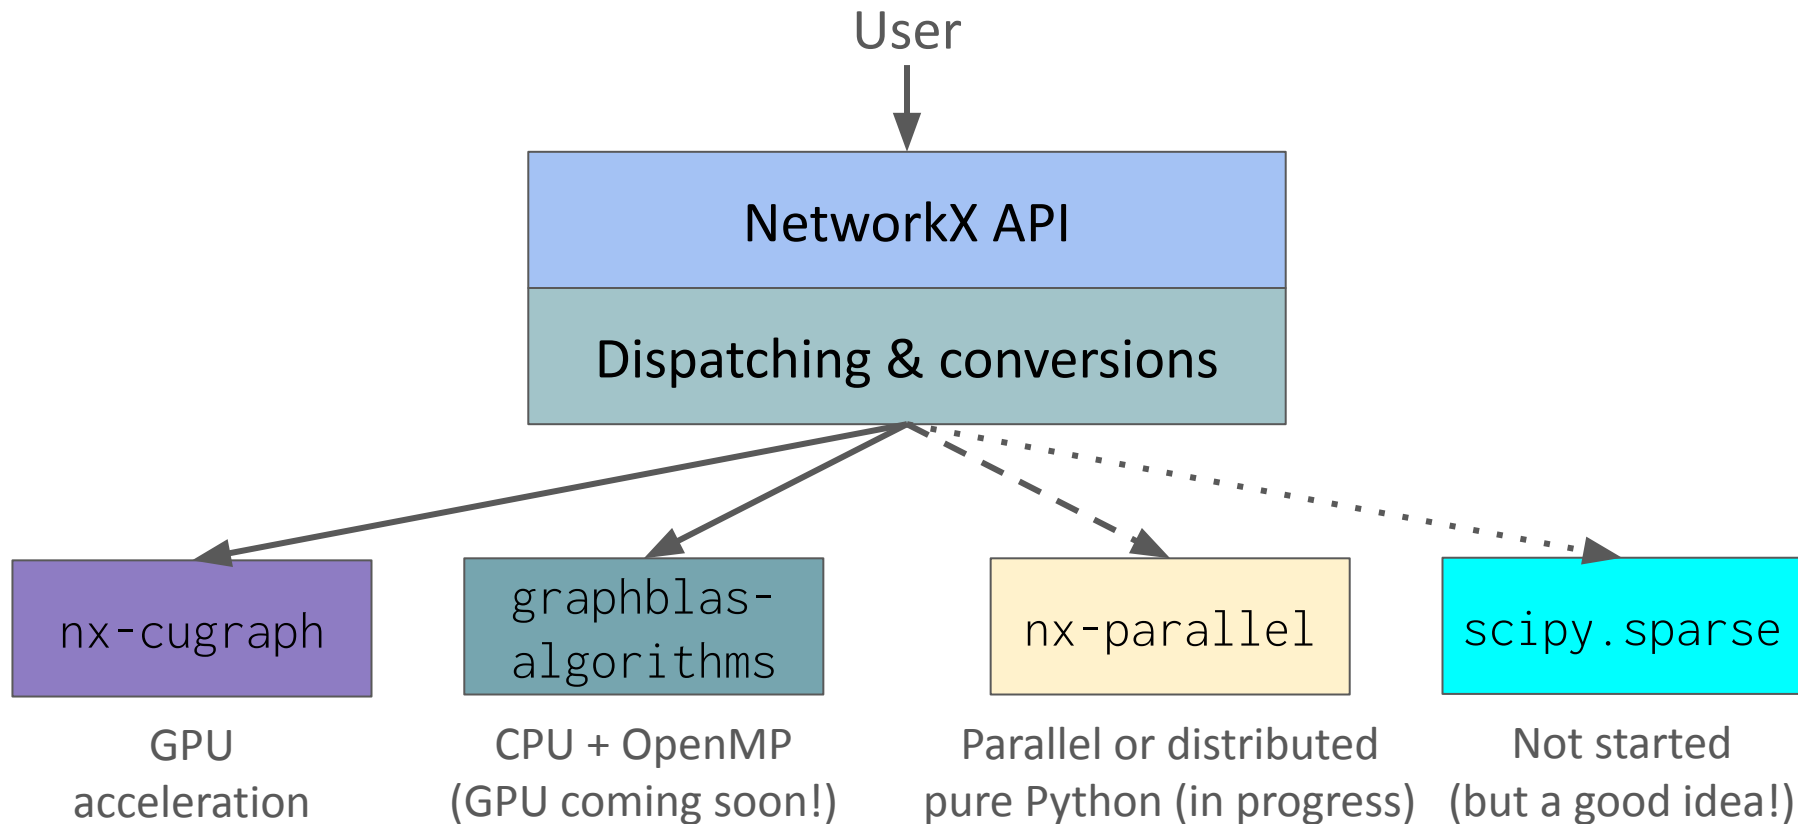 User
NetworkX API
Dispatching & conversions
nx-cugraph
graphblas-
algorithms
nx-parallel
scipy.sparse
GPU
acceleration
CPU + OpenMP
(GPU coming soon!)
Parallel or distributed
pure Python (in progress)
Not started
(but a good idea!)